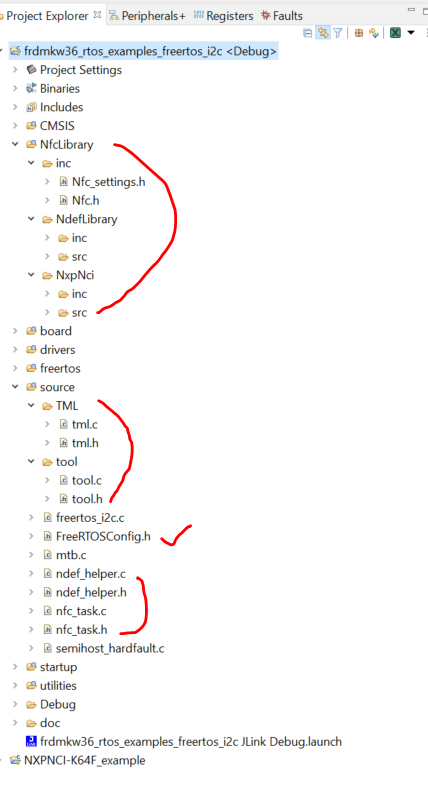 Project Explorer Peripherals+ Registers Faults
frdmkw36_rtos_examples_freertos_i2c <Debug>
Project Settings
Binaries
Includes
CMSIS
NfcLibrary
inc
Nfc_settings.h
Nfc.h
NdefLibrary
inc
src
NxpNci
inc
src
board
drivers
freertos
source
TML
tml.c
tml.h
tool
tool.c
tool.h
freertos_i2c.c
FreeRTOSConfig.h
mtb.c
ndef_helper.c
ndef_helper.h
nfc_task.c
nfc_task.h
semihost_hardfault.c
startup
utilities
Debug
doc
frdmkw36_rtos_examples_freertos_i2c JLink Debug.launch
NXPNCI-K64F_example